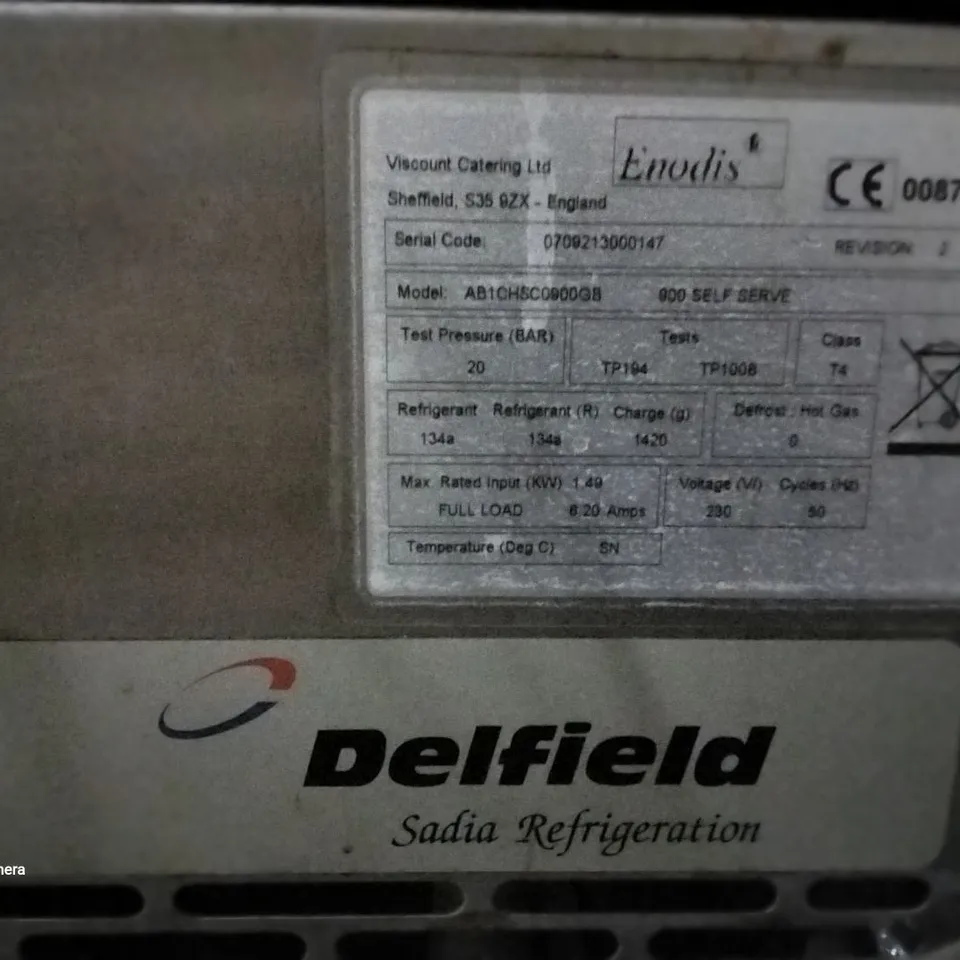 Viscount Catering Ltd
Enodis
Sheffield, S35 9ZX - England
CE 0087
Serial Code: 0709213000147 REVISION:
Model: AB1CHSC0900GB 900 SELF SERVE
Test Pressure (BAR) Tests Class
20 TP194 TP1008 T4
Refrigerant Refrigerant (R) Charge (g) Defrost : Hot Gas
134a 134a 1420 0
Max Rated Input (KW) 1.49 Voltage (V/) Cycles (Hz)
FULL LOAD 6.20 Amps 230 50
Temperature (Deg C) SN
Delfield
Sadia Refrigeration
nera